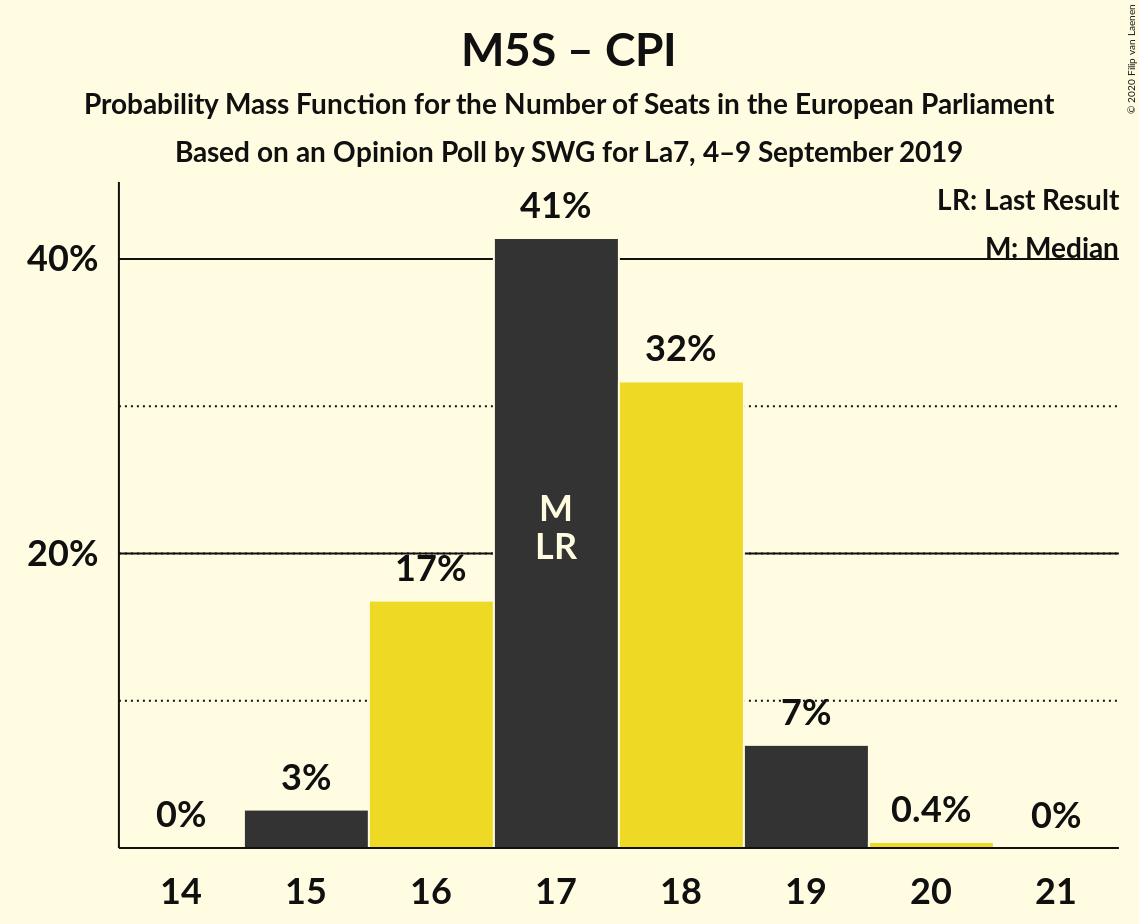 M5S – CPI
Probability Mass Function for the Number of Seats in the European Parliament
Based on an Opinion Poll by SWG for La7, 4–9 September 2019
© 2020 Filip van Laenen
LR: Last Result
M: Median
40%
20%
0%
3%
17%
41%
32%
7%
0.4%
0%
M
LR
14
15
16
17
18
19
20
21